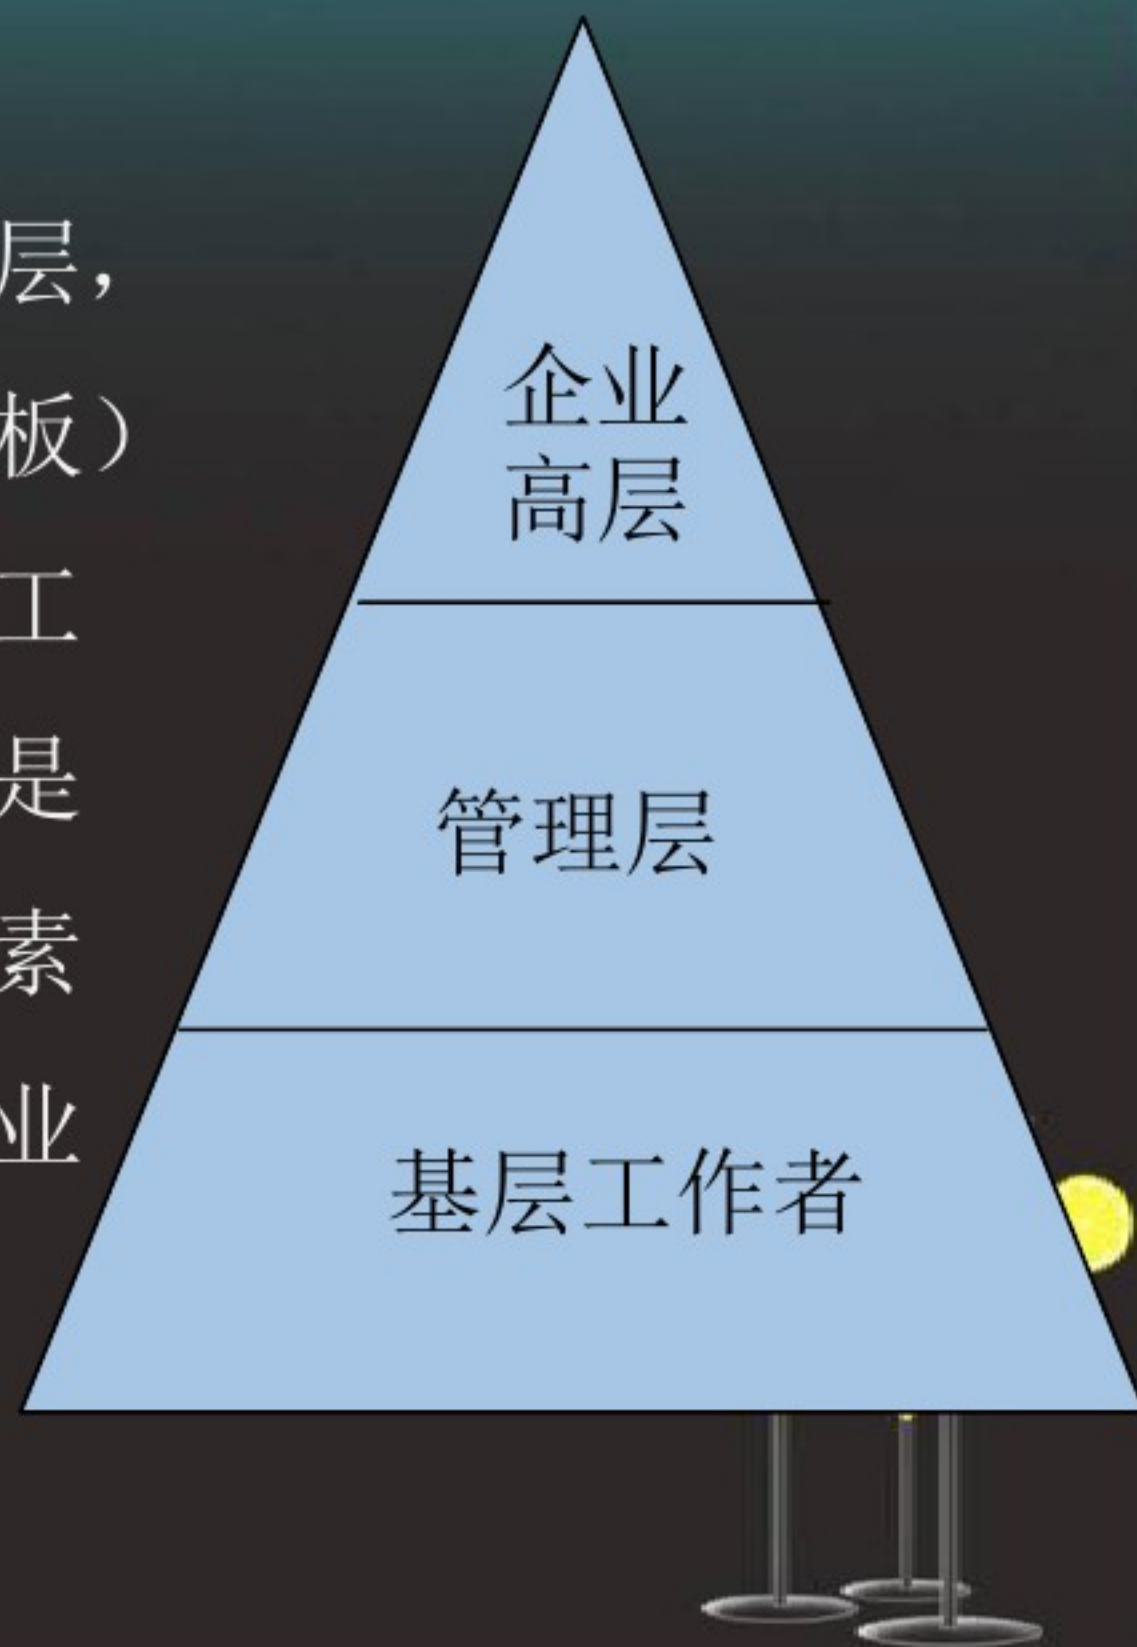 层，
板）
工
是
素
业
企业
高层
管理层
基层工作者